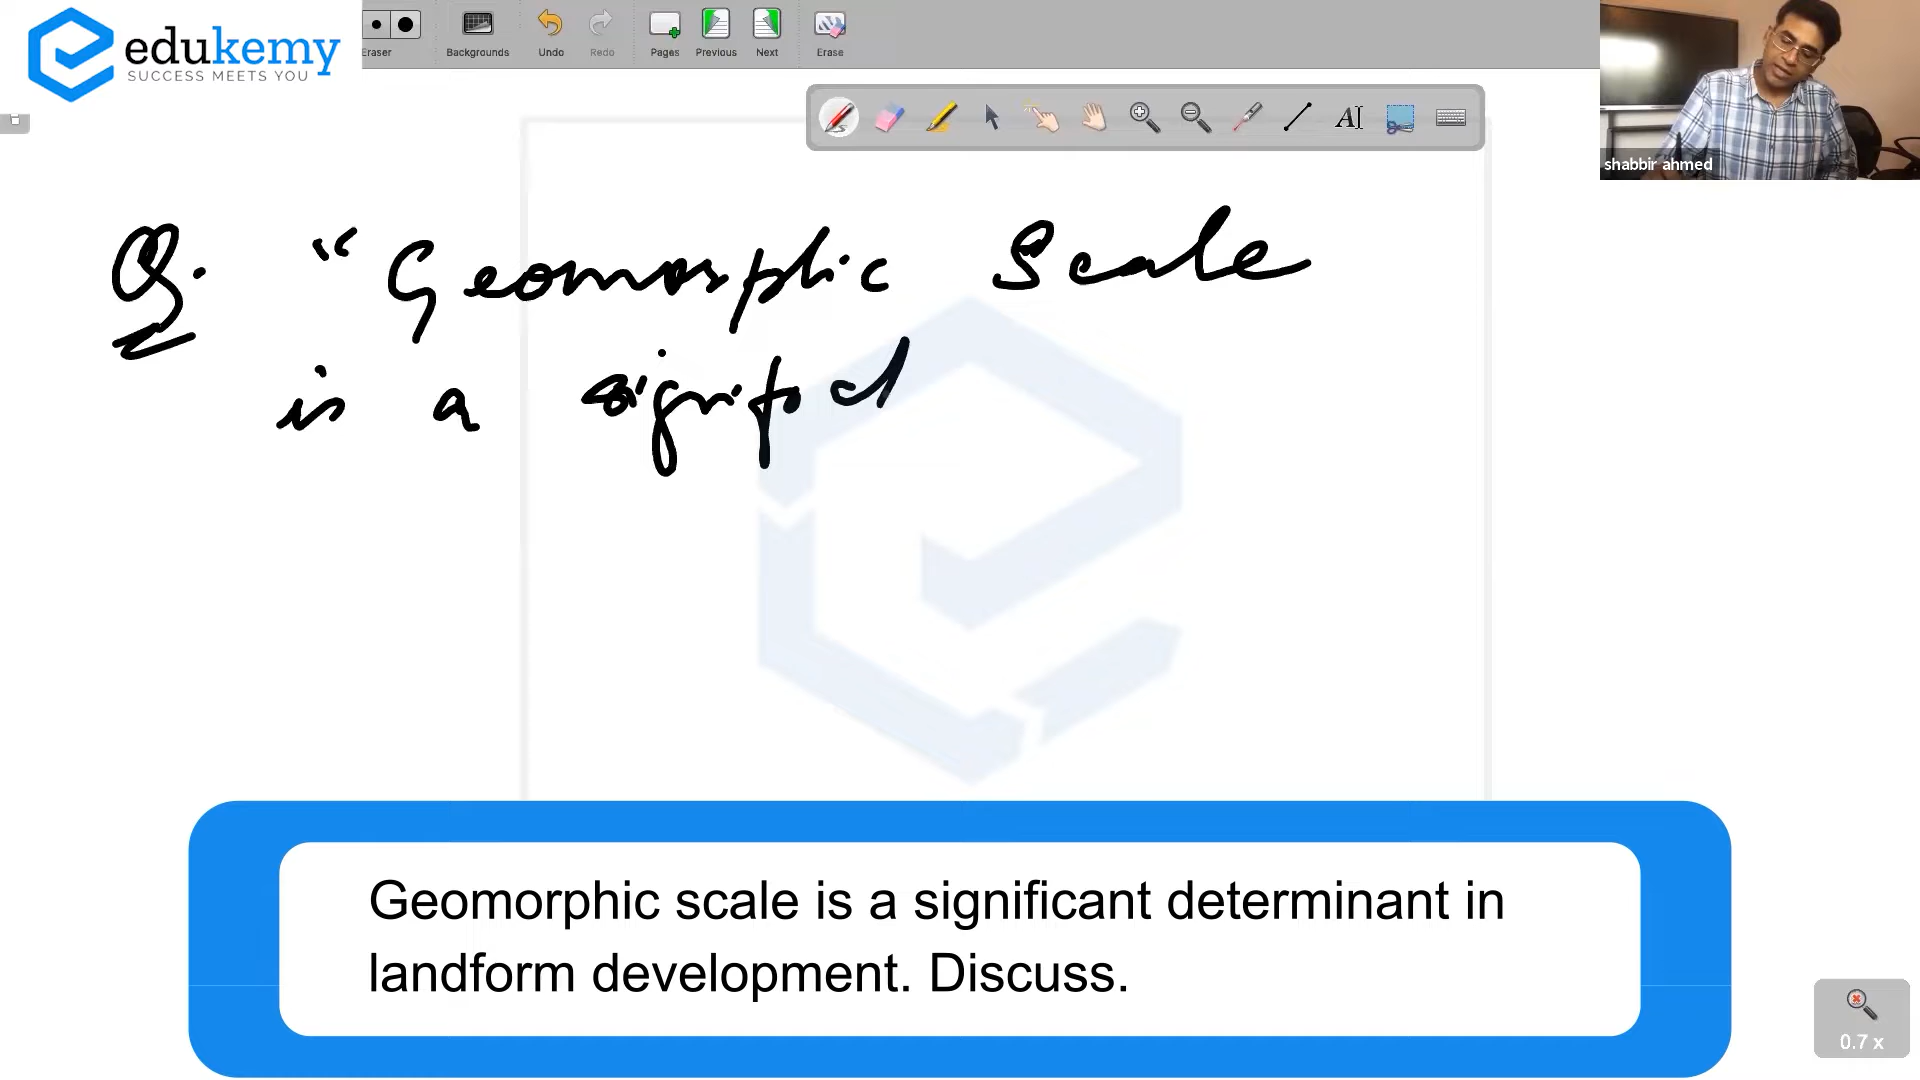 edukemy
SUCCESS MEETS YOU
Eraser
Backgrounds
Undo
Redo
Pages
Previous
Next
Erase
shabbir ahmed
Q. “Geomorphic Scale
is a
Geomorphic scale is a significant determinant in
landform development. Discuss.
0.7 x